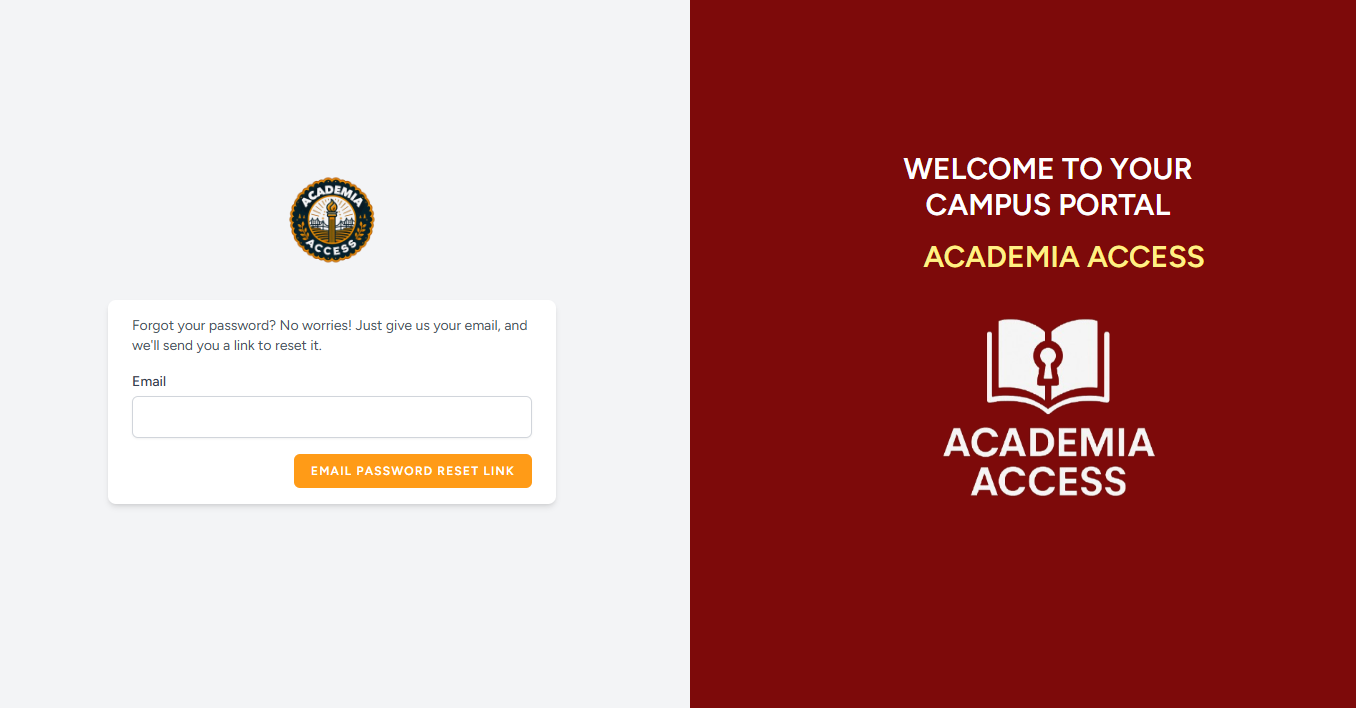 ACADEMIA
ACCESS
Forgot your password? No worries! Just give us your email, and
we'll send you a link to reset it.
Email
EMAIL PASSWORD RESET LINK
WELCOME TO YOUR
CAMPUS PORTAL
ACADEMIA ACCESS
ACADEMIA
ACCESS